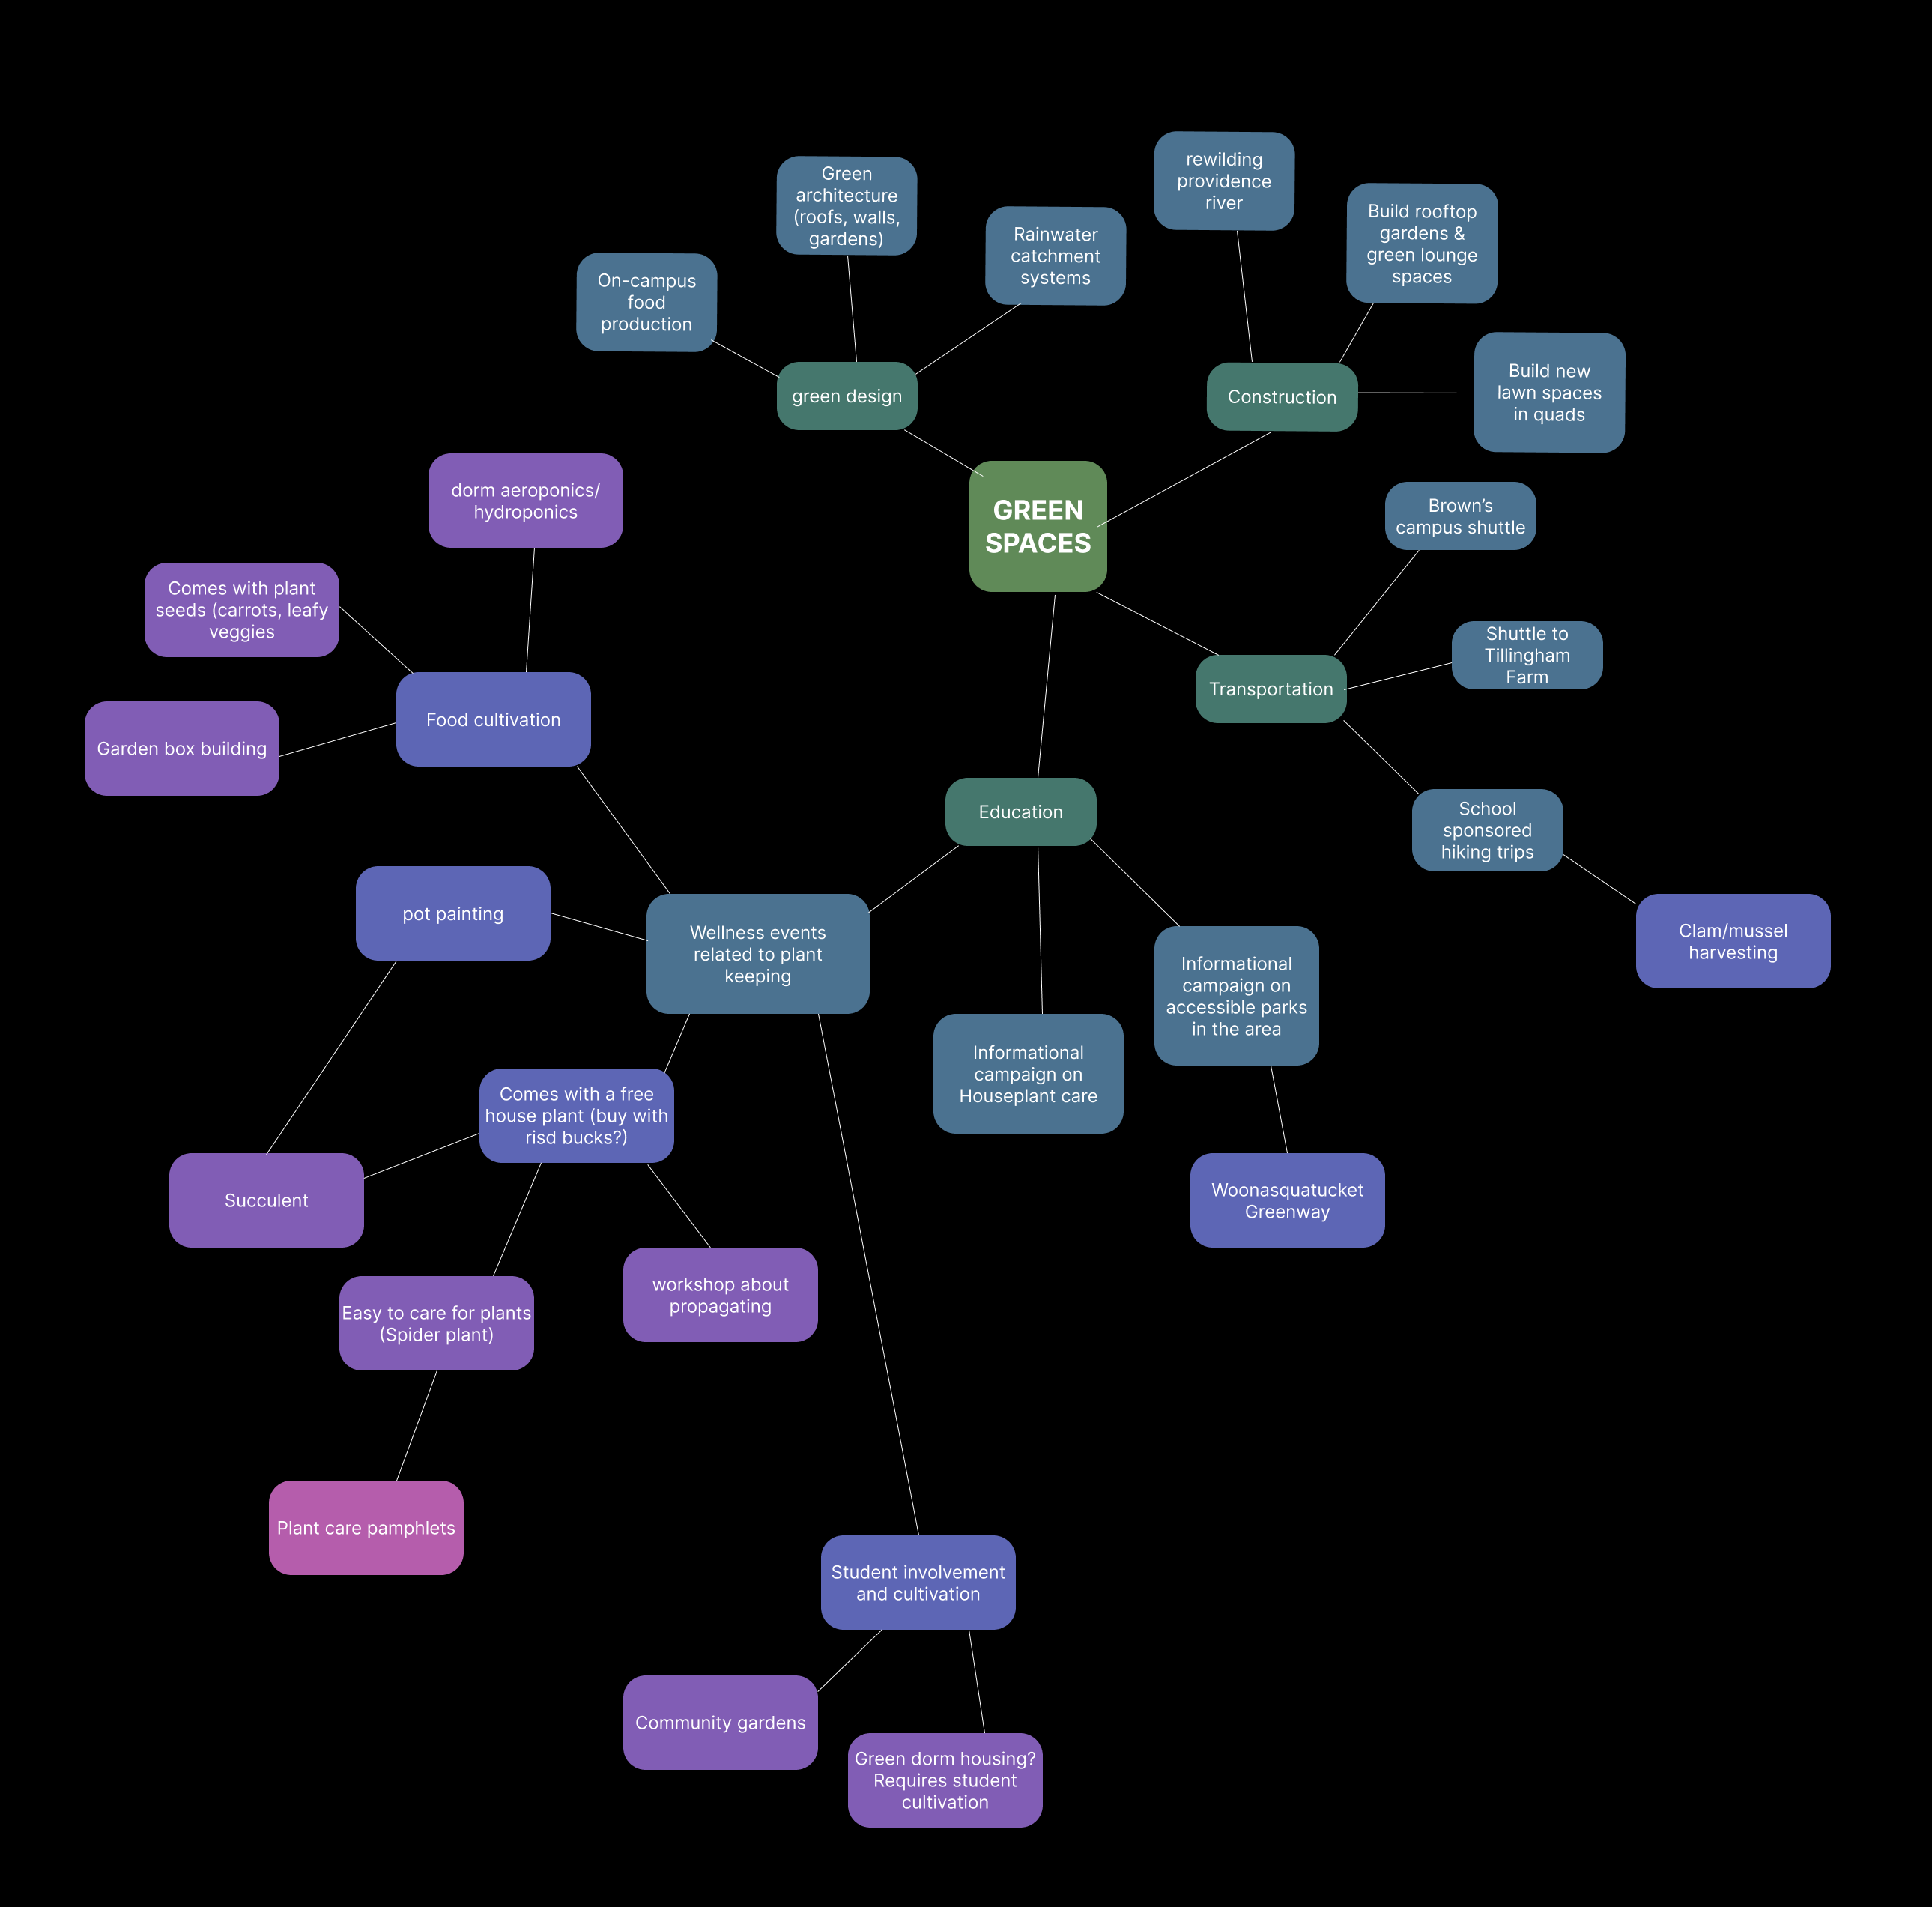 rewilding
providence
river
Green
architecture
(roofs, walls,
gardens)
Build rooftop
gardens &
green lounge
spaces
Rainwater
catchment
systems
On-campus
food
production
green design
Construction
Build new
lawn spaces
in quads
GREEN
SPACES
dorm aeroponics/
hydroponics
Brown’s
campus shuttle
Comes with plant
seeds (carrots, leafy
veggies
Shuttle to
Tillingham
Farm
Transportation
Food cultivation
Garden box building
Education
School
sponsored
hiking trips
pot painting
Wellness events
related to plant
keeping
Clam/mussel
harvesting
Informational
campaign on
accessible parks
in the area
Informational
campaign on
Houseplant care
Comes with a free
house plant (buy with
risd bucks?)
Succulent
Woonasquatucket
Greenway
workshop about
propagating
Easy to care for plants
(Spider plant)
Plant care pamphlets
Student involvement
and cultivation
Community gardens
Green dorm housing?
Requires student
cultivation